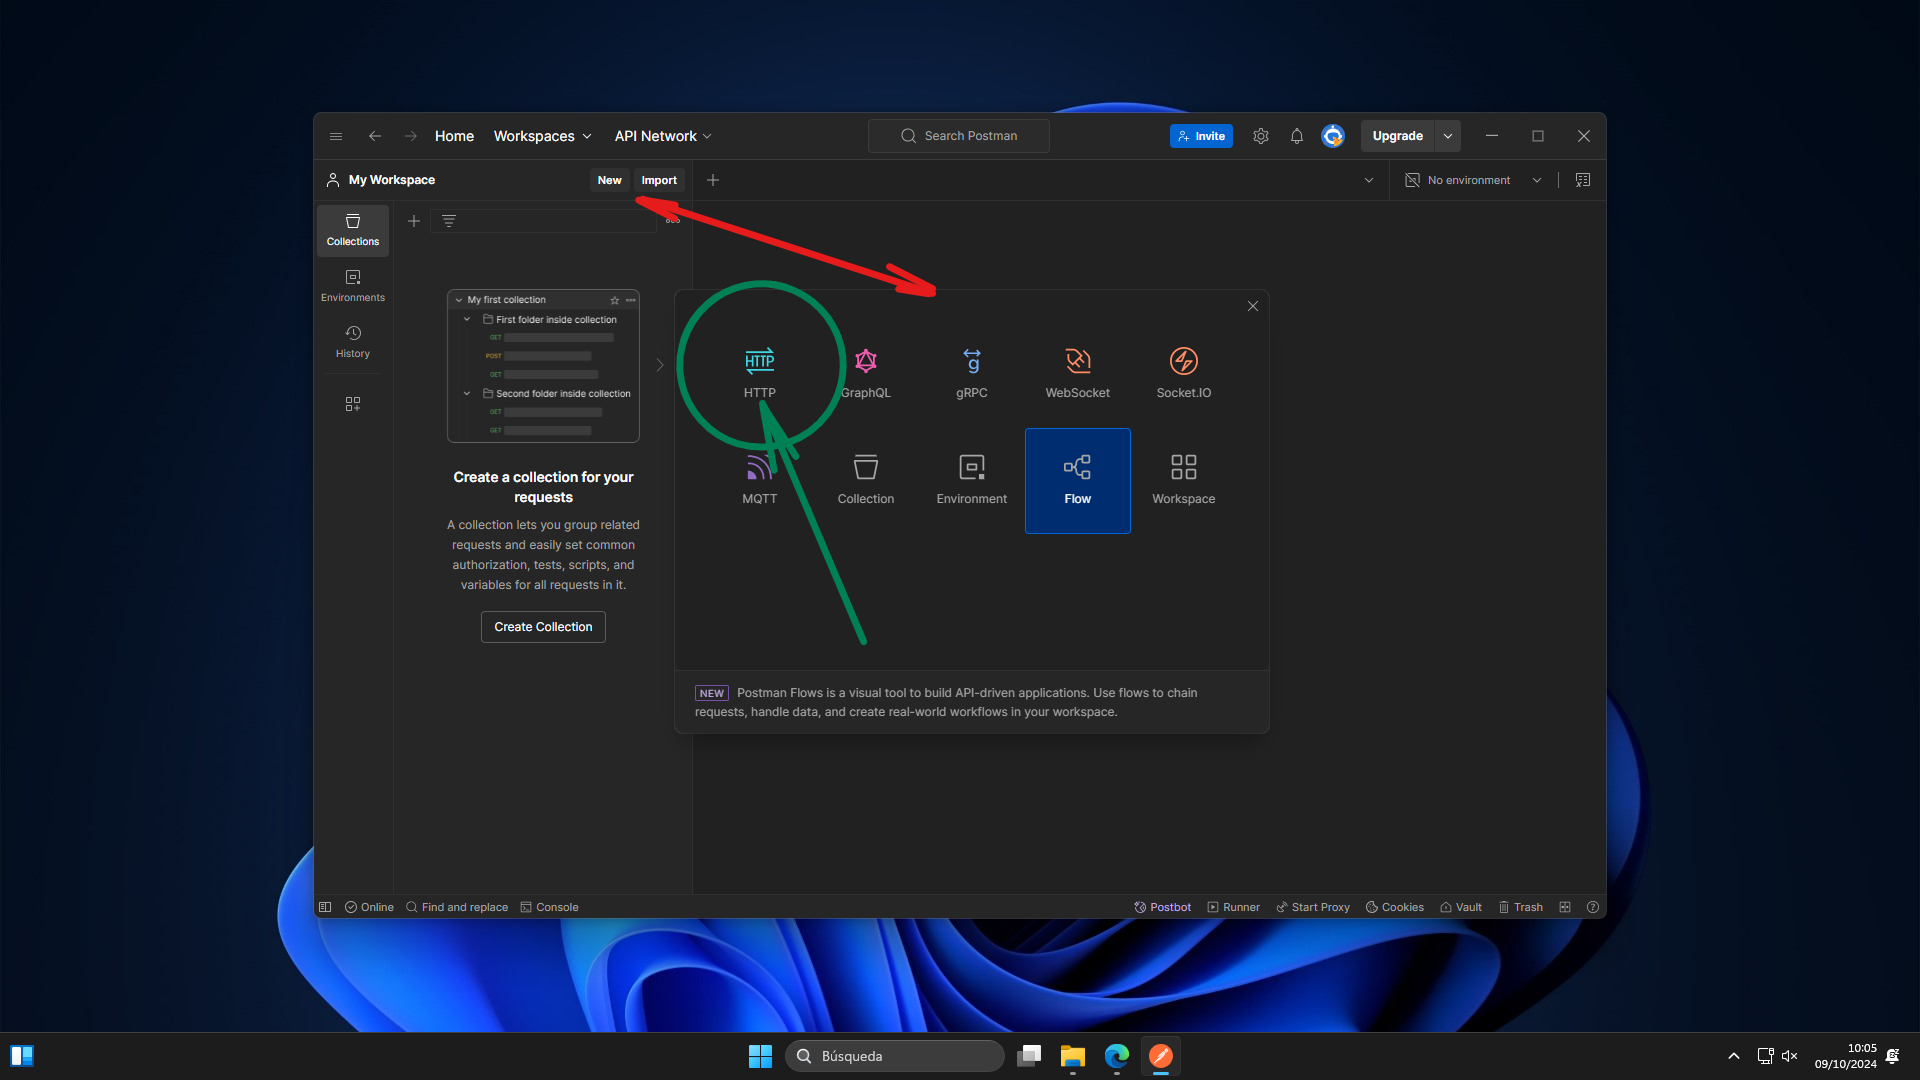 Home Workspaces API Network Search Postman Invite Upgrade
My Workspace New Import No environment
Collections
Environments
History
My first collection
First folder inside collection
GET
POST
GET
Second folder inside collection
GET
GET
Create a collection for your
requests
A collection lets you group related
requests and easily set common
authorization, tests, scripts, and
variables for all requests in it.
Create Collection
HTTP
HTTP GraphQL gRPC WebSocket Socket.IO
MQTT Collection Environment Flow Workspace
NEW Postman Flows is a visual tool to build API-driven applications. Use flows to chain
requests, handle data, and create real-world workflows in your workspace.
Online Find and replace Console Postbot Runner Start Proxy Cookies Vault Trash
Búsqueda
10:05
09/10/2024